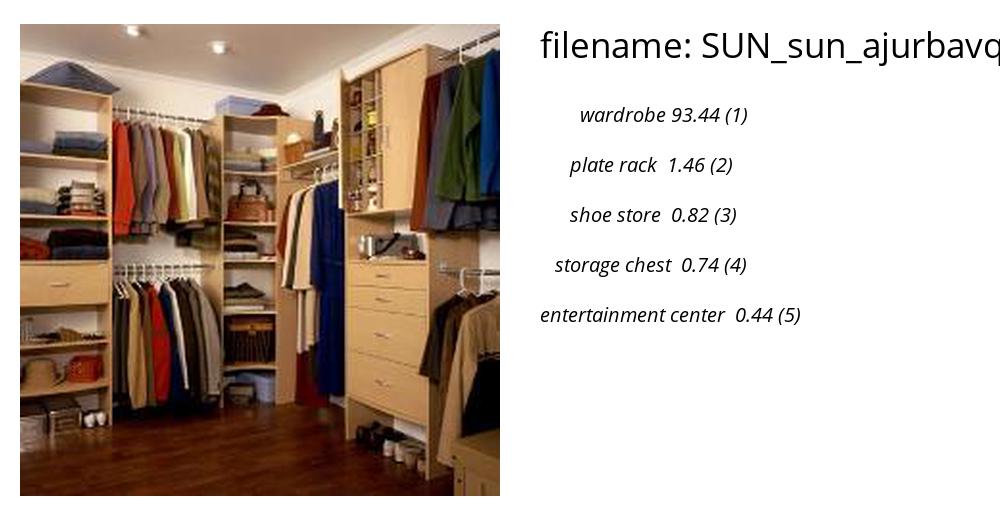 filename: SUN_sun_ajurbavq
wardrobe 93.44 (1)
plate rack 1.46 (2)
shoe store 0.82 (3)
storage chest 0.74 (4)
entertainment center 0.44 (5)